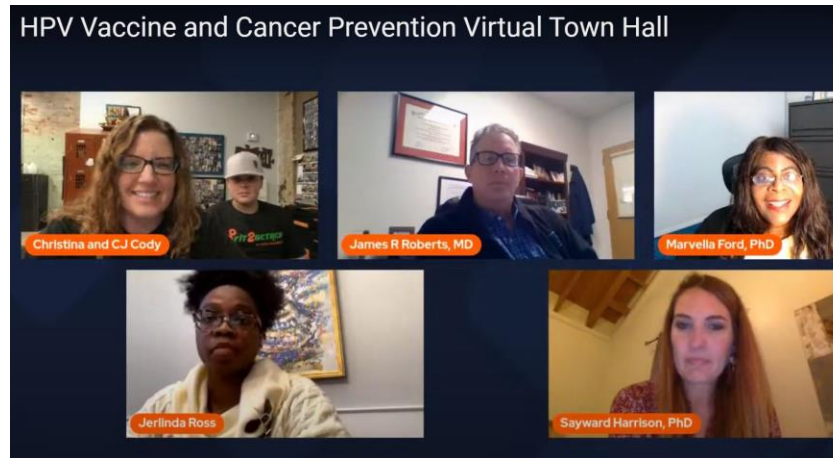 HPV Vaccine and Cancer Prevention Virtual Town Hall
Christina and CJ Cody
James R Roberts, MD
Marvella Ford, PhD
Jerlinda Ross
Sayward Harrison, PhD